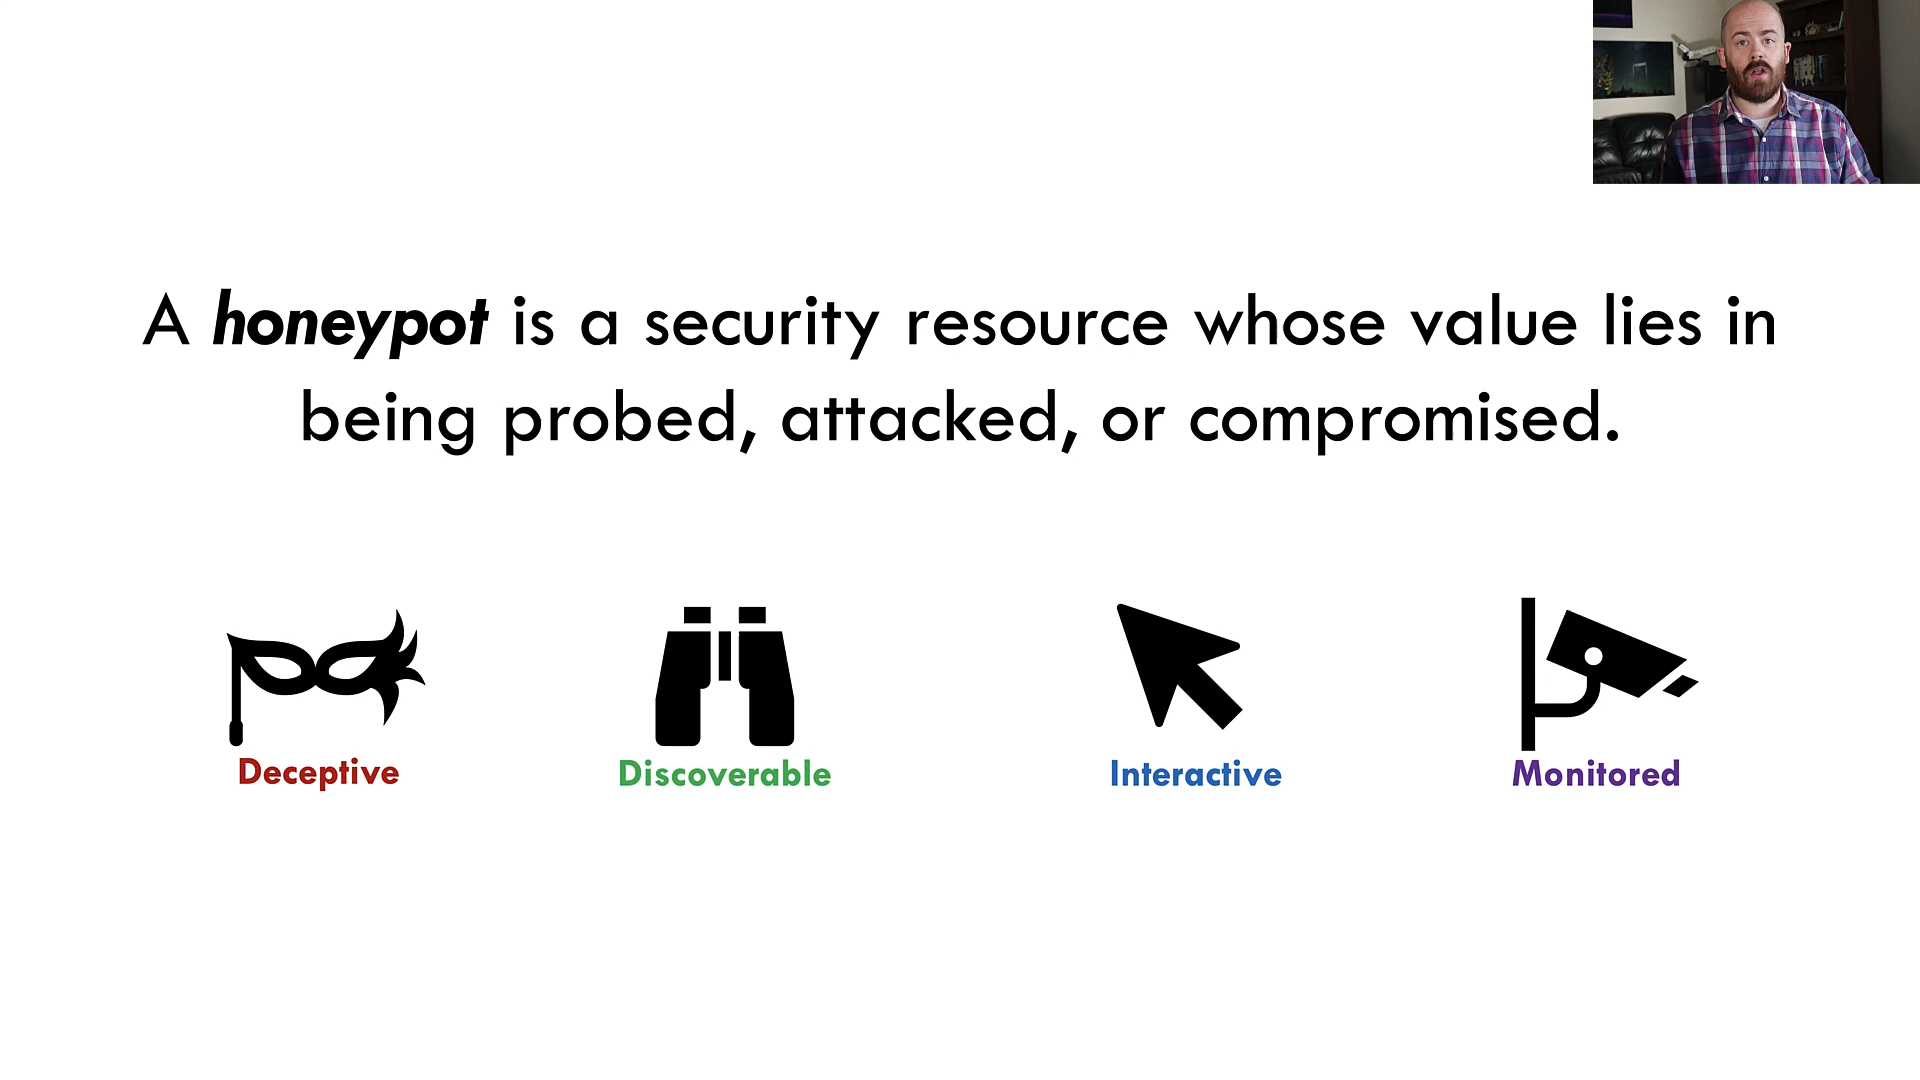 A honeypot is a security resource whose value lies in
being probed, attacked, or compromised.
Deceptive
Discoverable
Interactive
Monitored